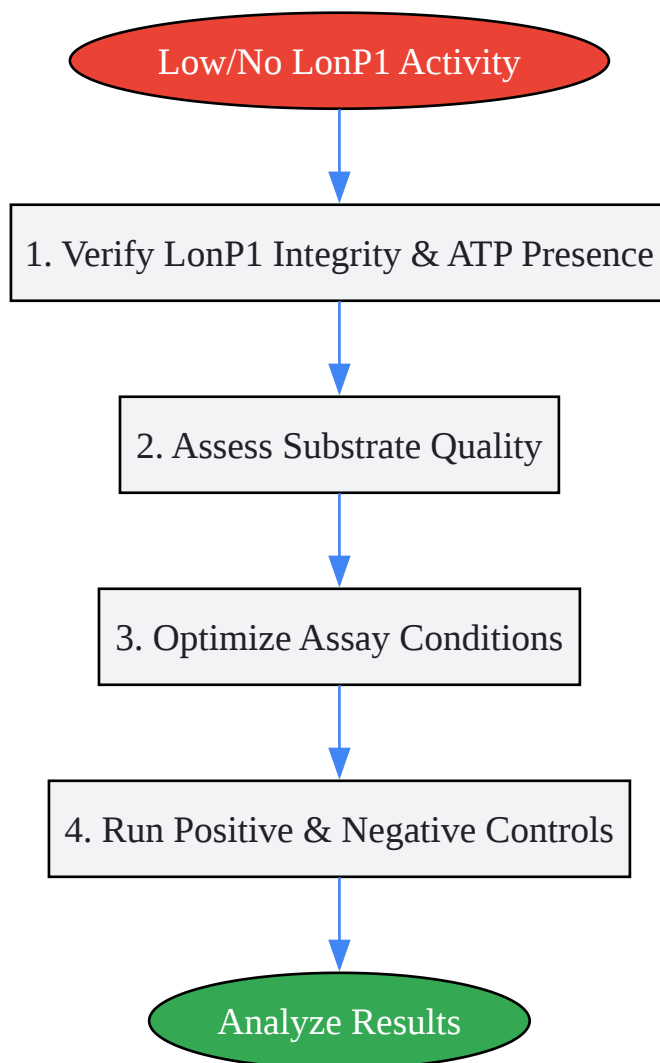 Low/No LonP1 Activity
1. Verify LonP1 Integrity & ATP Presence
2. Assess Substrate Quality
3. Optimize Assay Conditions
4. Run Positive & Negative Controls
Analyze Results